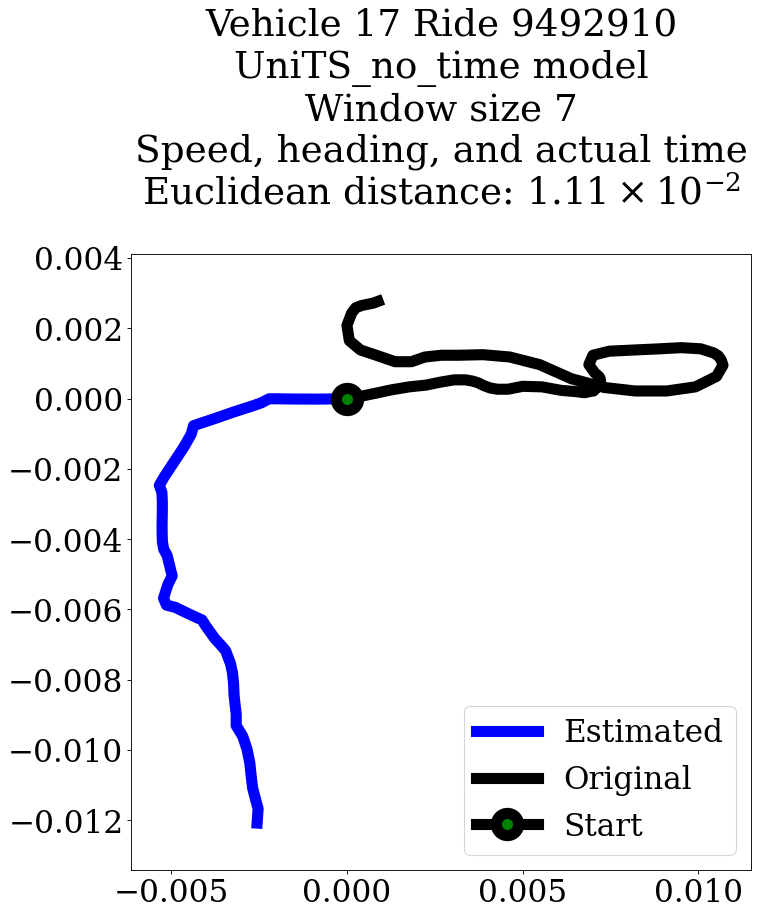 Vehicle 17 Ride 9492910
UniTS_no_time model
Window size 7
Speed, heading, and actual time
Euclidean distance: 1.11 × 10⁻²
0.004
0.002
0.000
−0.002
−0.004
−0.006
−0.008
−0.010
−0.012
Estimated
Original
Start
−0.005
0.000
0.005
0.010